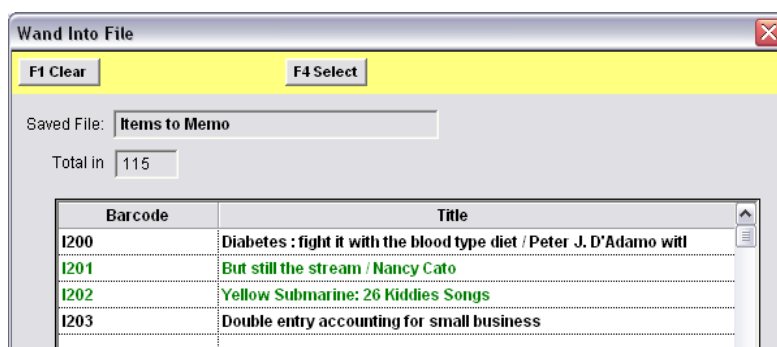 Wand Into File
F1 Clear F4 Select
Saved File: Items to Memo
Total in 115
Barcode Title
I200 Diabetes : fight it with the blood type diet / Peter J. D'Adamo witl
I201 But still the stream / Nancy Cato
I202 Yellow Submarine: 26 Kiddies Songs
I203 Double entry accounting for small business